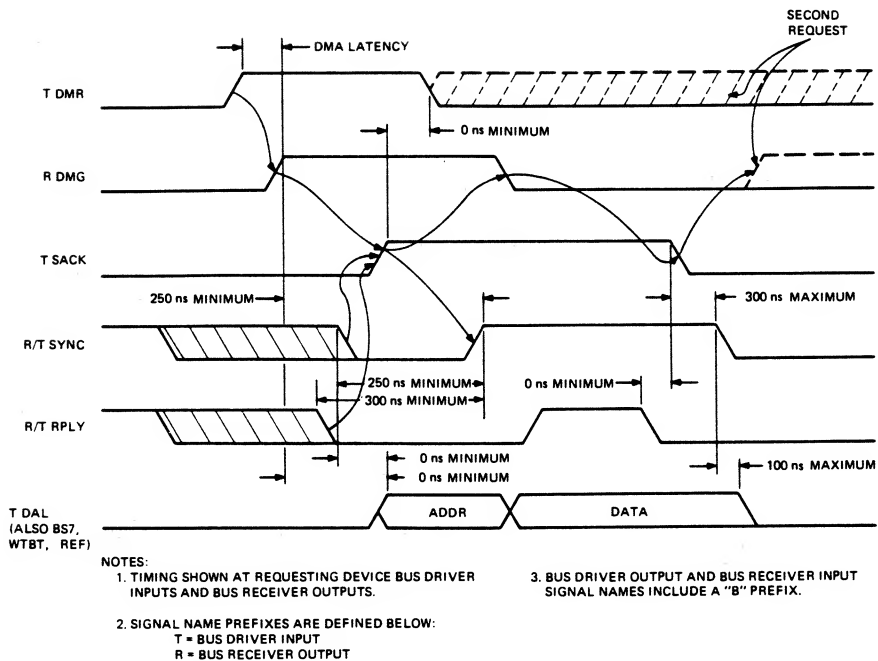 SECOND
REQUEST
DMA LATENCY
T DMR
0 ns MINIMUM
R DMG
T SACK
250 ns MINIMUM
300 ns MAXIMUM
R/T SYNC
250 ns MINIMUM
0 ns MINIMUM
300 ns MINIMUM
R/T RPLY
0 ns MINIMUM
100 ns MAXIMUM
0 ns MINIMUM
T DAL
(ALSO BS7,
WTBT, REF)
ADDR
DATA
NOTES:
1. TIMING SHOWN AT REQUESTING DEVICE BUS DRIVER
INPUTS AND BUS RECEIVER OUTPUTS.
2. SIGNAL NAME PREFIXES ARE DEFINED BELOW:
T = BUS DRIVER INPUT
R = BUS RECEIVER OUTPUT
3. BUS DRIVER OUTPUT AND BUS RECEIVER INPUT
SIGNAL NAMES INCLUDE A "B" PREFIX.